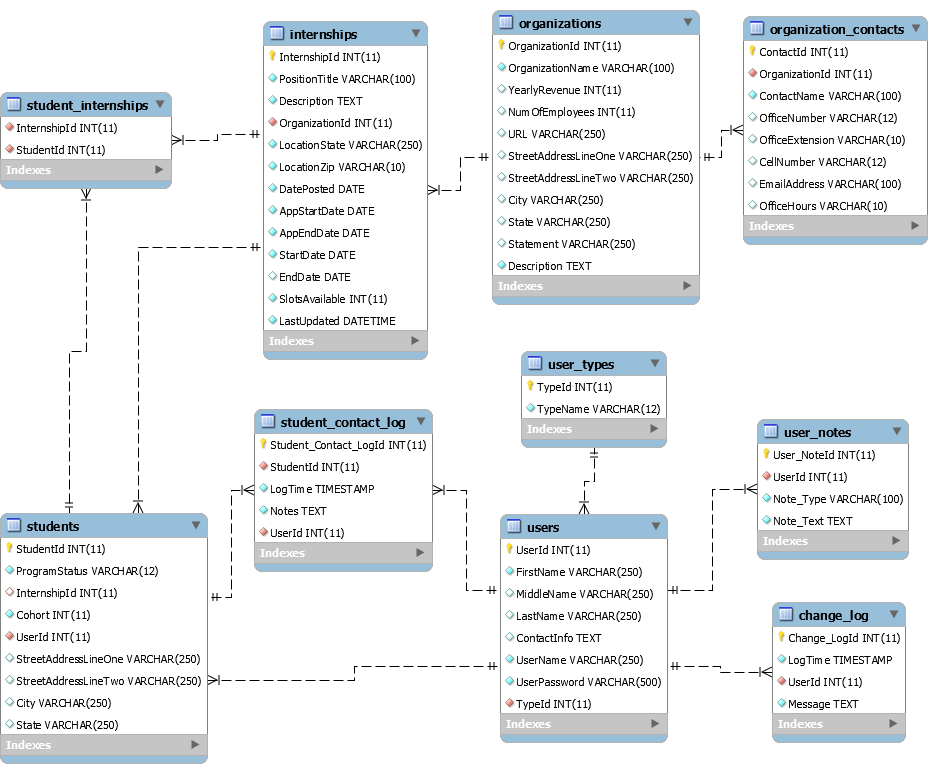 student_internships
InternshipId INT(11)
StudentId INT(11)
Indexes
internships
InternshipId INT(11)
PositionTitle VARCHAR(100)
Description TEXT
OrganizationId INT(11)
LocationState VARCHAR(250)
LocationZip VARCHAR(10)
DatePosted DATE
AppStartDate DATE
AppEndDate DATE
StartDate DATE
EndDate DATE
SlotsAvailable INT(11)
LastUpdated DATETIME
Indexes
organizations
OrganizationId INT(11)
OrganizationName VARCHAR(100)
YearlyRevenue INT(11)
NumOfEmployees INT(11)
URL VARCHAR(250)
StreetAddressLineOne VARCHAR(250)
StreetAddressLineTwo VARCHAR(250)
City VARCHAR(250)
State VARCHAR(250)
Statement VARCHAR(250)
Description TEXT
Indexes
organization_contacts
ContactId INT(11)
OrganizationId INT(11)
ContactName VARCHAR(100)
OfficeNumber VARCHAR(12)
OfficeExtension VARCHAR(10)
CellNumber VARCHAR(12)
EmailAddress VARCHAR(100)
OfficeHours VARCHAR(10)
Indexes
user_types
TypeId INT(11)
TypeName VARCHAR(12)
Indexes
student_contact_log
Student_Contact_LogId INT(11)
StudentId INT(11)
LogTime TIMESTAMP
Notes TEXT
UserId INT(11)
Indexes
user_notes
User_NoteId INT(11)
UserId INT(11)
Note_Type VARCHAR(100)
Note_Text TEXT
Indexes
students
StudentId INT(11)
ProgramStatus VARCHAR(12)
InternshipId INT(11)
Cohort INT(11)
UserId INT(11)
StreetAddressLineOne VARCHAR(250)
StreetAddressLineTwo VARCHAR(250)
City VARCHAR(250)
State VARCHAR(250)
Indexes
users
UserId INT(11)
FirstName VARCHAR(250)
MiddleName VARCHAR(250)
LastName VARCHAR(250)
ContactInfo TEXT
UserName VARCHAR(250)
UserPassword VARCHAR(500)
TypeId INT(11)
Indexes
change_log
Change_LogId INT(11)
LogTime TIMESTAMP
UserId INT(11)
Message TEXT
Indexes